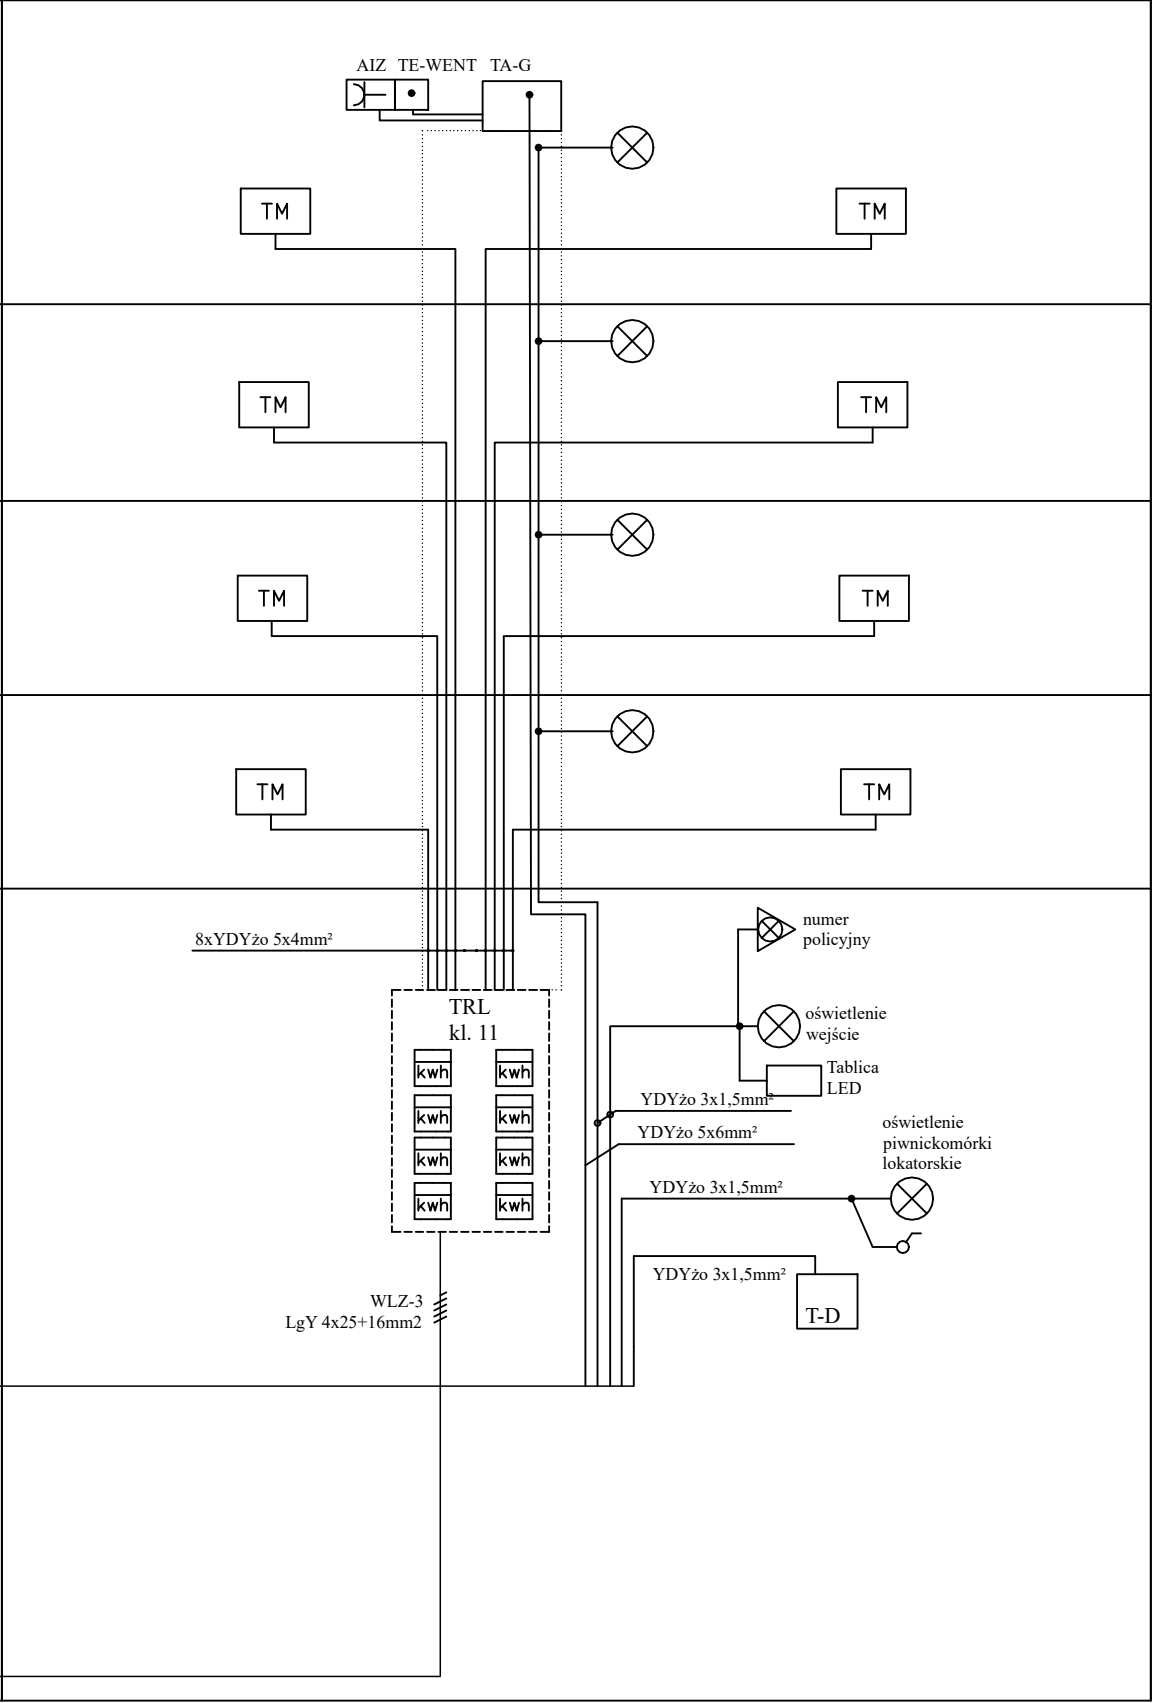 AIZ TE-WENT TA-G
TM TM
TM TM
TM TM
TM TM
numer
policyjny
8xYDYżo 5x4mm²
TRL
kl. 11
oświetlenie
wejście
kwh kwh
Tablica
LED
YDYżo 3x1,5mm²
kwh kwh
oświetlenie
piwnickomórki
lokatorskie
YDYżo 5x6mm²
kwh kwh
YDYżo 3x1,5mm²
kwh kwh
YDYżo 3x1,5mm²
T-D
WLZ-3
LgY 4x25+16mm2